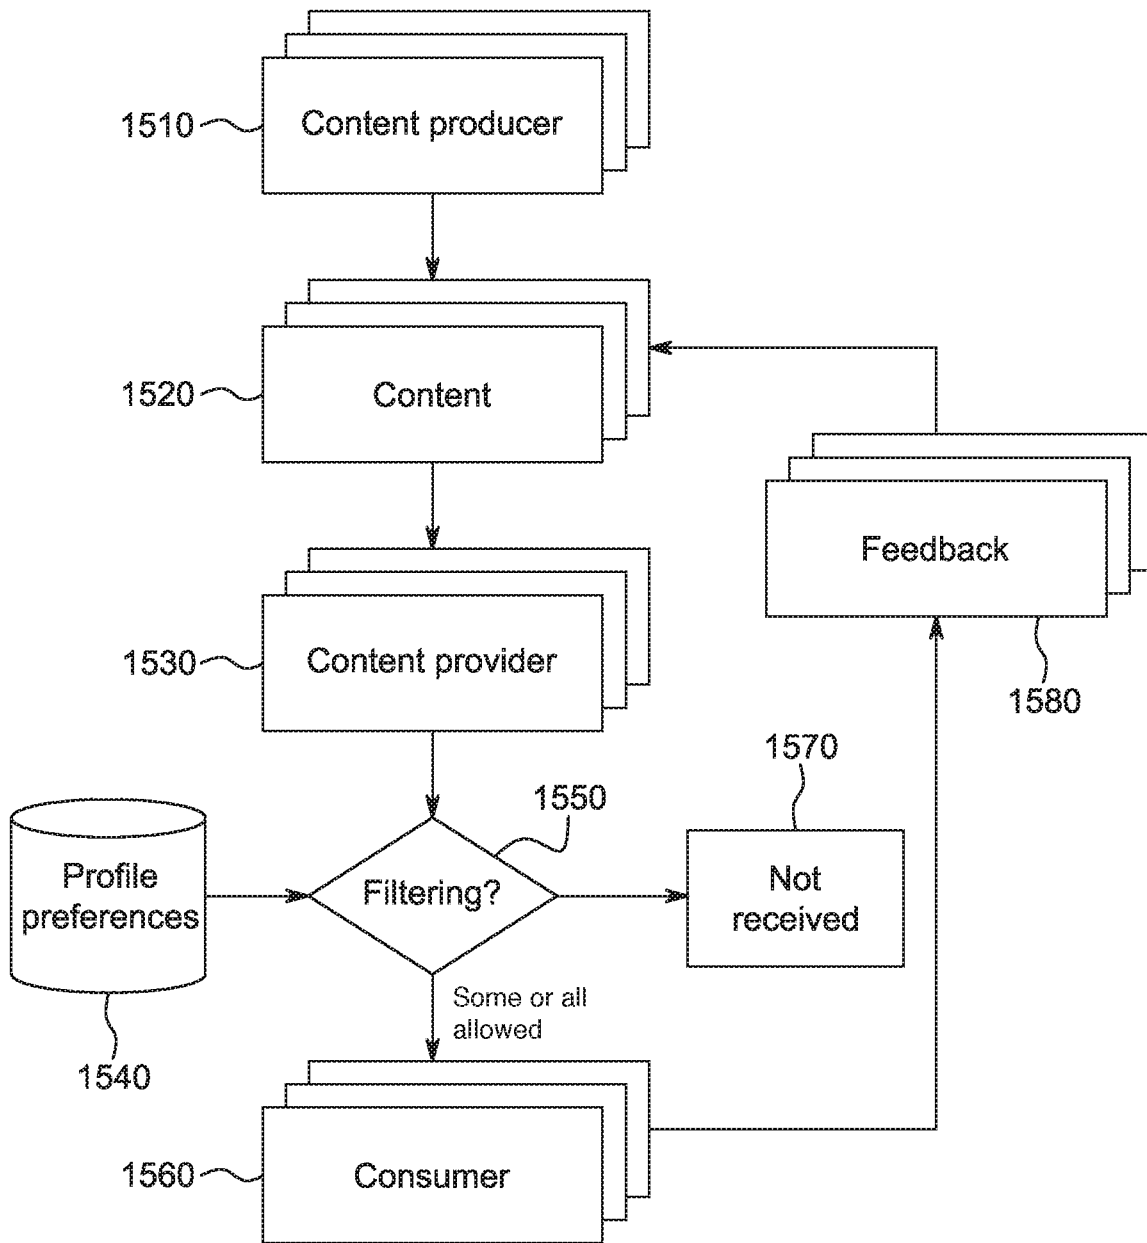 1510
Content producer
1520
Content
1530
Content provider
Feedback
1580
1570
1550
Profile
preferences
Filtering?
Not
received
1540
Some or all
allowed
1560
Consumer